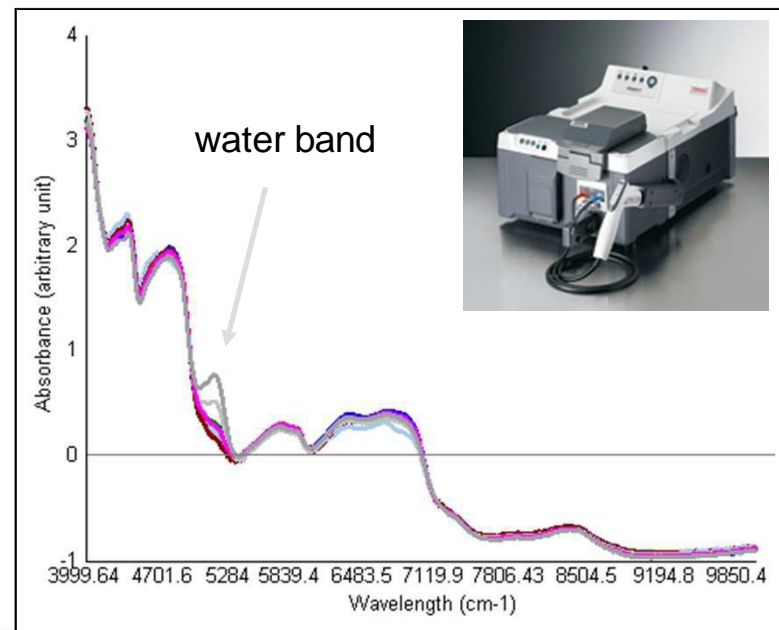 4
3
2
1
0
-1
water band
Absorbance (arbitrary unit)
3999.64 4701.6 5284 5839.4 6483.5 7119.9 7806.43 8504.5 9194.8 9850.4
Wavelength (cm-1)